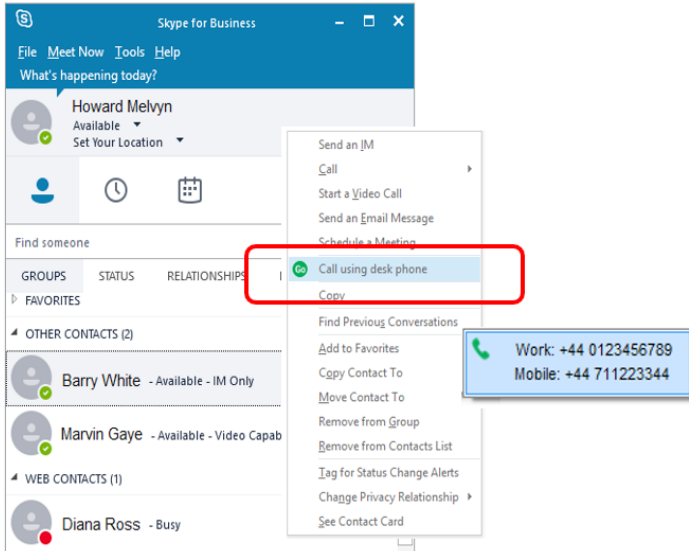 Skype for Business
File Meet Now Tools Help
What's happening today?
Howard Melvyn
Available
Set Your Location
Find someone
GROUPS STATUS RELATIONSHIPS
FAVORITES
OTHER CONTACTS (2)
Barry White - Available - IM Only
Marvin Gaye - Available - Video Capab
WEB CONTACTS (1)
Diana Ross - Busy
Send an IM
Call
Start a Video Call
Send an Email Message
Schedule a Meeting
Go Call using desk phone
Copy
Find Previous Conversations
Add to Favorites
Copy Contact To
Move Contact To
Remove from Group
Remove from Contacts List
Tag for Status Change Alerts
Change Privacy Relationship
See Contact Card
Work: +44 0123456789
Mobile: +44 711223344